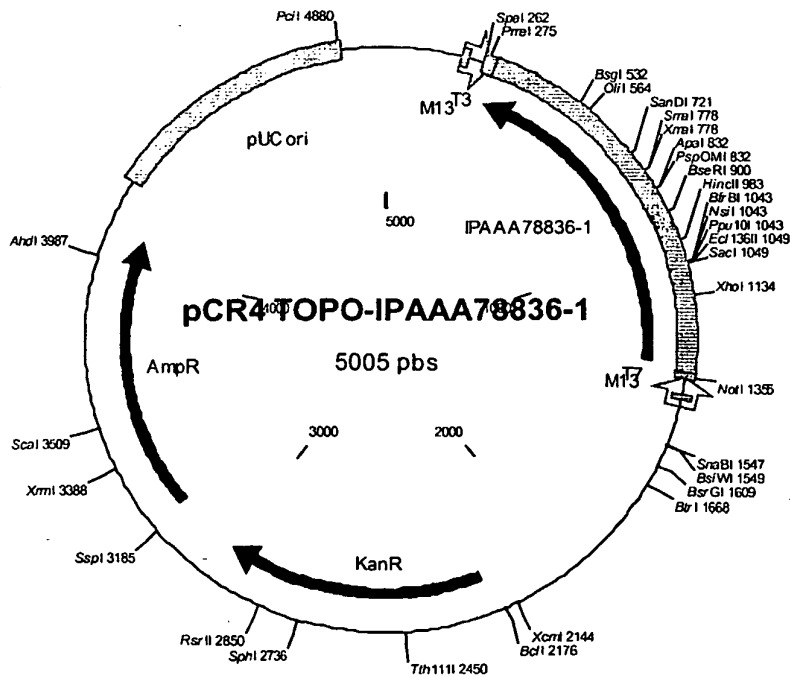 PciI 4880
SpeI 262
PmeI 275
BsgI 532
OliI 564
SanDI 721
SmaI 778
XmaI 778
ApaI 832
PspOMI 832
BseRI 900
HincII 983
BfrBI 1043
NsiI 1043
Ppu10I 1043
Ecl136II 1049
SacI 1049
XhoI 1134
M13
T3
pUC ori
5000
IPAAA78836-1
AhdI 3987
4000
pCR4 TOPO-IPAAA78836-1
5005 pbs
AmpR
M13
T7
NotI 1355
3000
2000
ScaI 3509
XmnI 3388
SspI 3185
SnaBI 1547
BsiWI 1549
BsrGI 1609
BtrI 1668
KanR
RsrII 2850
SphI 2736
Tth111I 2450
XcmI 2144
BclI 2176